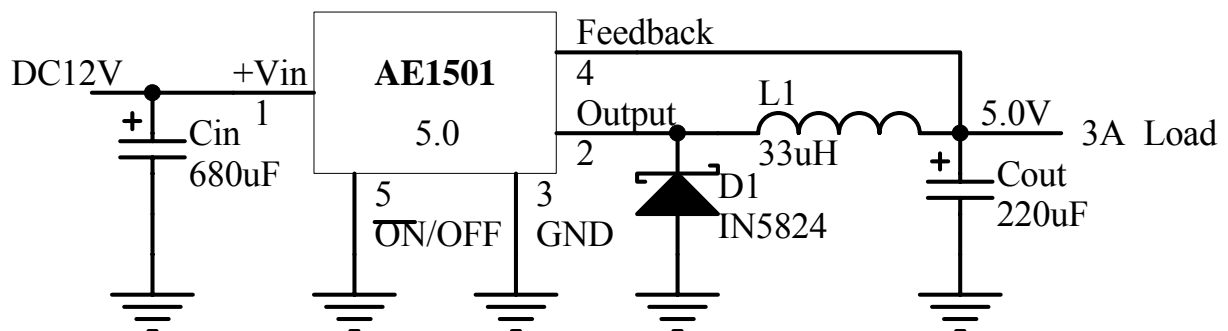 DC12V
+Vin
1
+
Cin
680uF
AE1501
5.0
Feedback
4
Output
2
5
ON/OFF
3
GND
L1
33uH
D1
IN5824
5.0V
3A Load
+
Cout
220uF